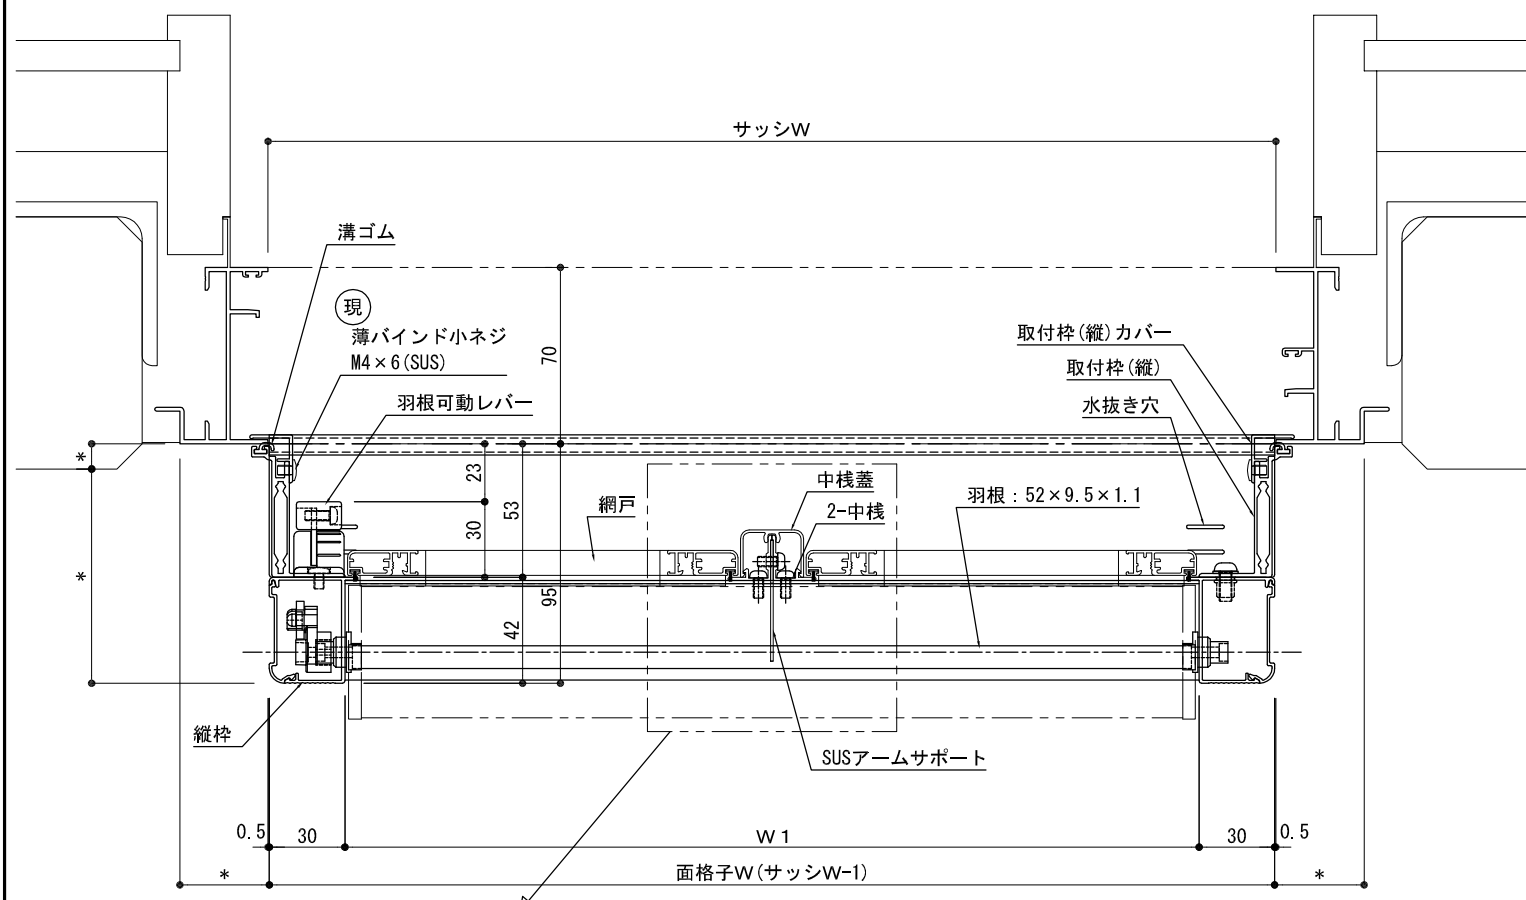 サッシW
溝ゴム
現
薄バインド小ネジ
M4×6(SUS)
羽根可動レバー
70
取付枠(縦)カバー
取付枠(縦)
水抜き穴
*
23
53
30
網戸
中桟蓋
2-中桟
羽根：52×9.5×1.1
*
95
42
縦枠
SUSアームサポート
0.5
30
W1
30
0.5
*
面格子W(サッシW-1)
*